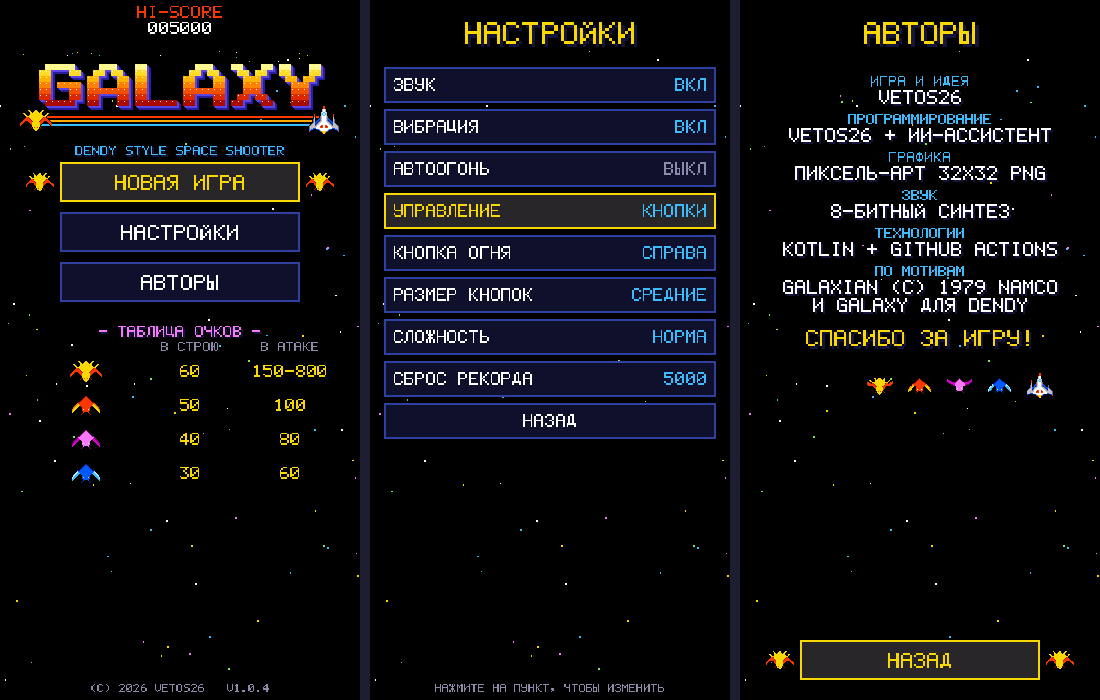 HI-SCORE
005000
GALAXY
DENDY STYLE SPACE SHOOTER
НОВАЯ ИГРА
НАСТРОЙКИ
АВТОРЫ
- ТАБЛИЦА ОЧКОВ -
В СТРОЮ В АТАКЕ
60 150-800
50 100
40 80
30 60
(C) 2026 VETOS26 V1.0.4
НАСТРОЙКИ
ЗВУК ВКЛ
ВИБРАЦИЯ ВКЛ
АВТООГОНЬ ВЫКЛ
УПРАВЛЕНИЕ КНОПКИ
КНОПКА ОГНЯ СПРАВА
РАЗМЕР КНОПОК СРЕДНИЕ
СЛОЖНОСТЬ НОРМА
СБРОС РЕКОРДА 5000
НАЗАД
НАЖМИТЕ НА ПУНКТ, ЧТОБЫ ИЗМЕНИТЬ
АВТОРЫ
ИГРА И ИДЕЯ
VETOS26
ПРОГРАММИРОВАНИЕ
VETOS26 + ИИ-АССИСТЕНТ
ГРАФИКА
ПИКСЕЛЬ-АРТ 32X32 PNG
ЗВУК
8-БИТНЫЙ СИНТЕЗ
ТЕХНОЛОГИИ
KOTLIN + GITHUB ACTIONS
ПО МОТИВАМ
GALAXIAN (C) 1979 NAMCO
И GALAXY ДЛЯ DENDY
СПАСИБО ЗА ИГРУ!
НАЗАД